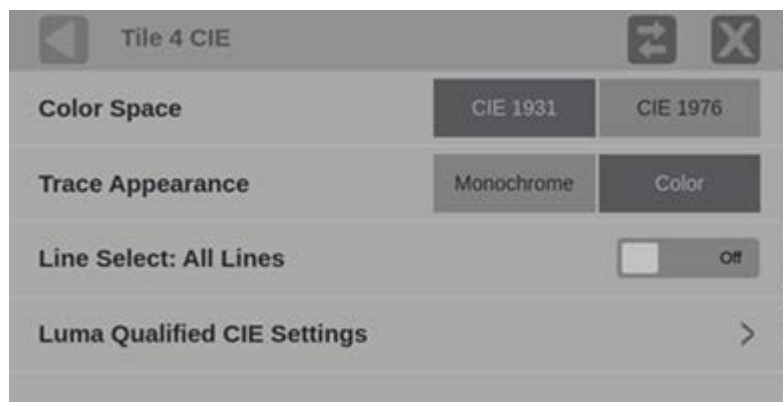 Tile 4 CIE
Color Space CIE 1931 CIE 1976
Trace Appearance Monochrome Color
Line Select: All Lines Off
Luma Qualified CIE Settings